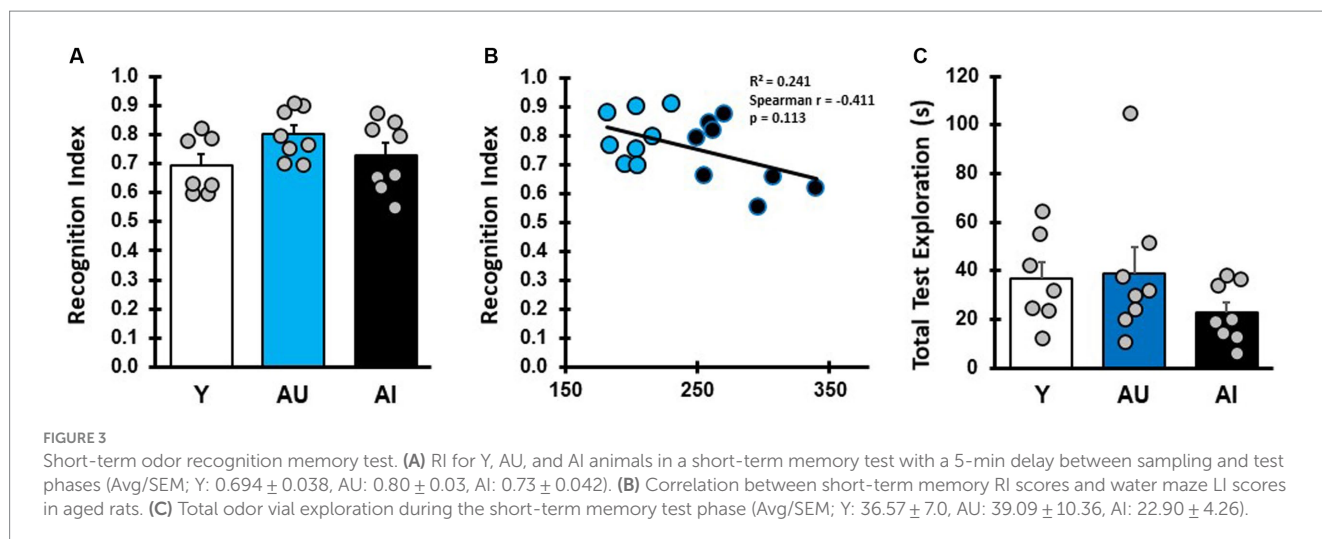 A
Recognition Index
1.0
0.9
0.8
0.7
0.6
0.5
0.4
0.3
0.2
0.1
0.0
Y AU AI
B
Recognition Index
1.0
0.9
0.8
0.7
0.6
0.5
0.4
0.3
0.2
0.1
0.0
150 250 350
R² = 0.241
Spearman r = -0.411
p = 0.113
C
Total Test Exploration (s)
120
100
80
60
40
20
0
Y AU AI
FIGURE 3
Short-term odor recognition memory test. (A) RI for Y, AU, and AI animals in a short-term memory test with a 5-min delay between sampling and test
phases (Avg/SEM; Y: 0.694 ± 0.038, AU: 0.80 ± 0.03, AI: 0.73 ± 0.042). (B) Correlation between short-term memory RI scores and water maze LI scores
in aged rats. (C) Total odor vial exploration during the short-term memory test phase (Avg/SEM; Y: 36.57 ± 7.0, AU: 39.09 ± 10.36, AI: 22.90 ± 4.26).